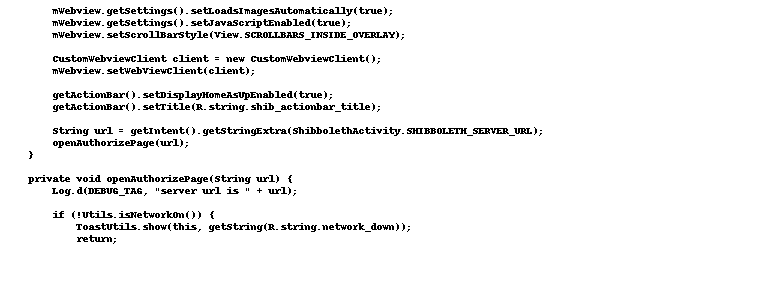 mWebview.getSettings().setLoadsImagesAutomatically(true);
mWebview.getSettings().setJavaScriptEnabled(true);
mWebview.setScrollBarStyle(View.SCROLLBARS_INSIDE_OVERLAY);
CustomWebviewClient client = new CustomWebviewClient();
mWebview.setWebViewClient(client);
getActionBar().setDisplayHomeAsUpEnabled(true);
getActionBar().setTitle(R.string.shib_actionbar_title);
String url = getIntent().getStringExtra(ShibbolethActivity.SHIBBOLETH_SERVER_URL);
openAuthorizePage(url);
}
private void openAuthorizePage(String url) {
Log.d(DEBUG_TAG, "server url is " + url);
if (!Utils.isNetworkOn()) {
ToastUtils.show(this, getString(R.string.network_down));
return;